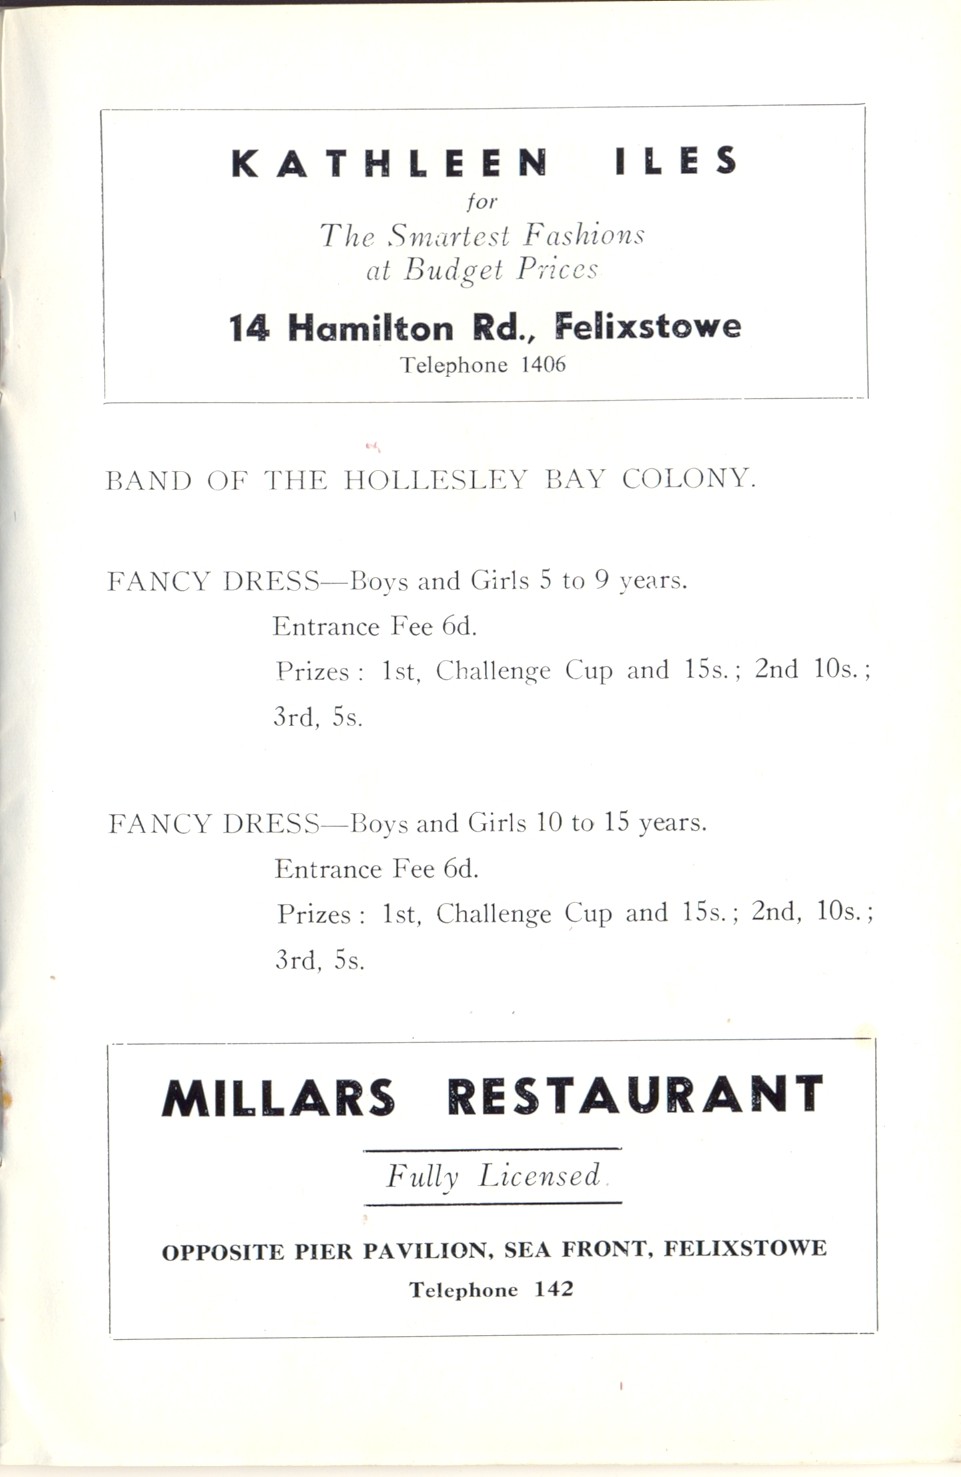 KATHLEEN ILES
for
The Smartest Fashions
at Budget Prices
14 Hamilton Rd., Felixstowe
Telephone 1406
BAND OF THE HOLLESLEY BAY COLONY.
FANCY DRESS—Boys and Girls 5 to 9 years.
Entrance Fee 6d.
Prizes : 1st, Challenge Cup and 15s. ; 2nd 10s. ;
3rd, 5s.
FANCY DRESS—Boys and Girls 10 to 15 years.
Entrance Fee 6d.
Prizes : 1st, Challenge Cup and 15s. ; 2nd, 10s. ;
3rd, 5s.
MILLARS RESTAURANT
Fully Licensed.
OPPOSITE PIER PAVILION, SEA FRONT, FELIXSTOWE
Telephone 142